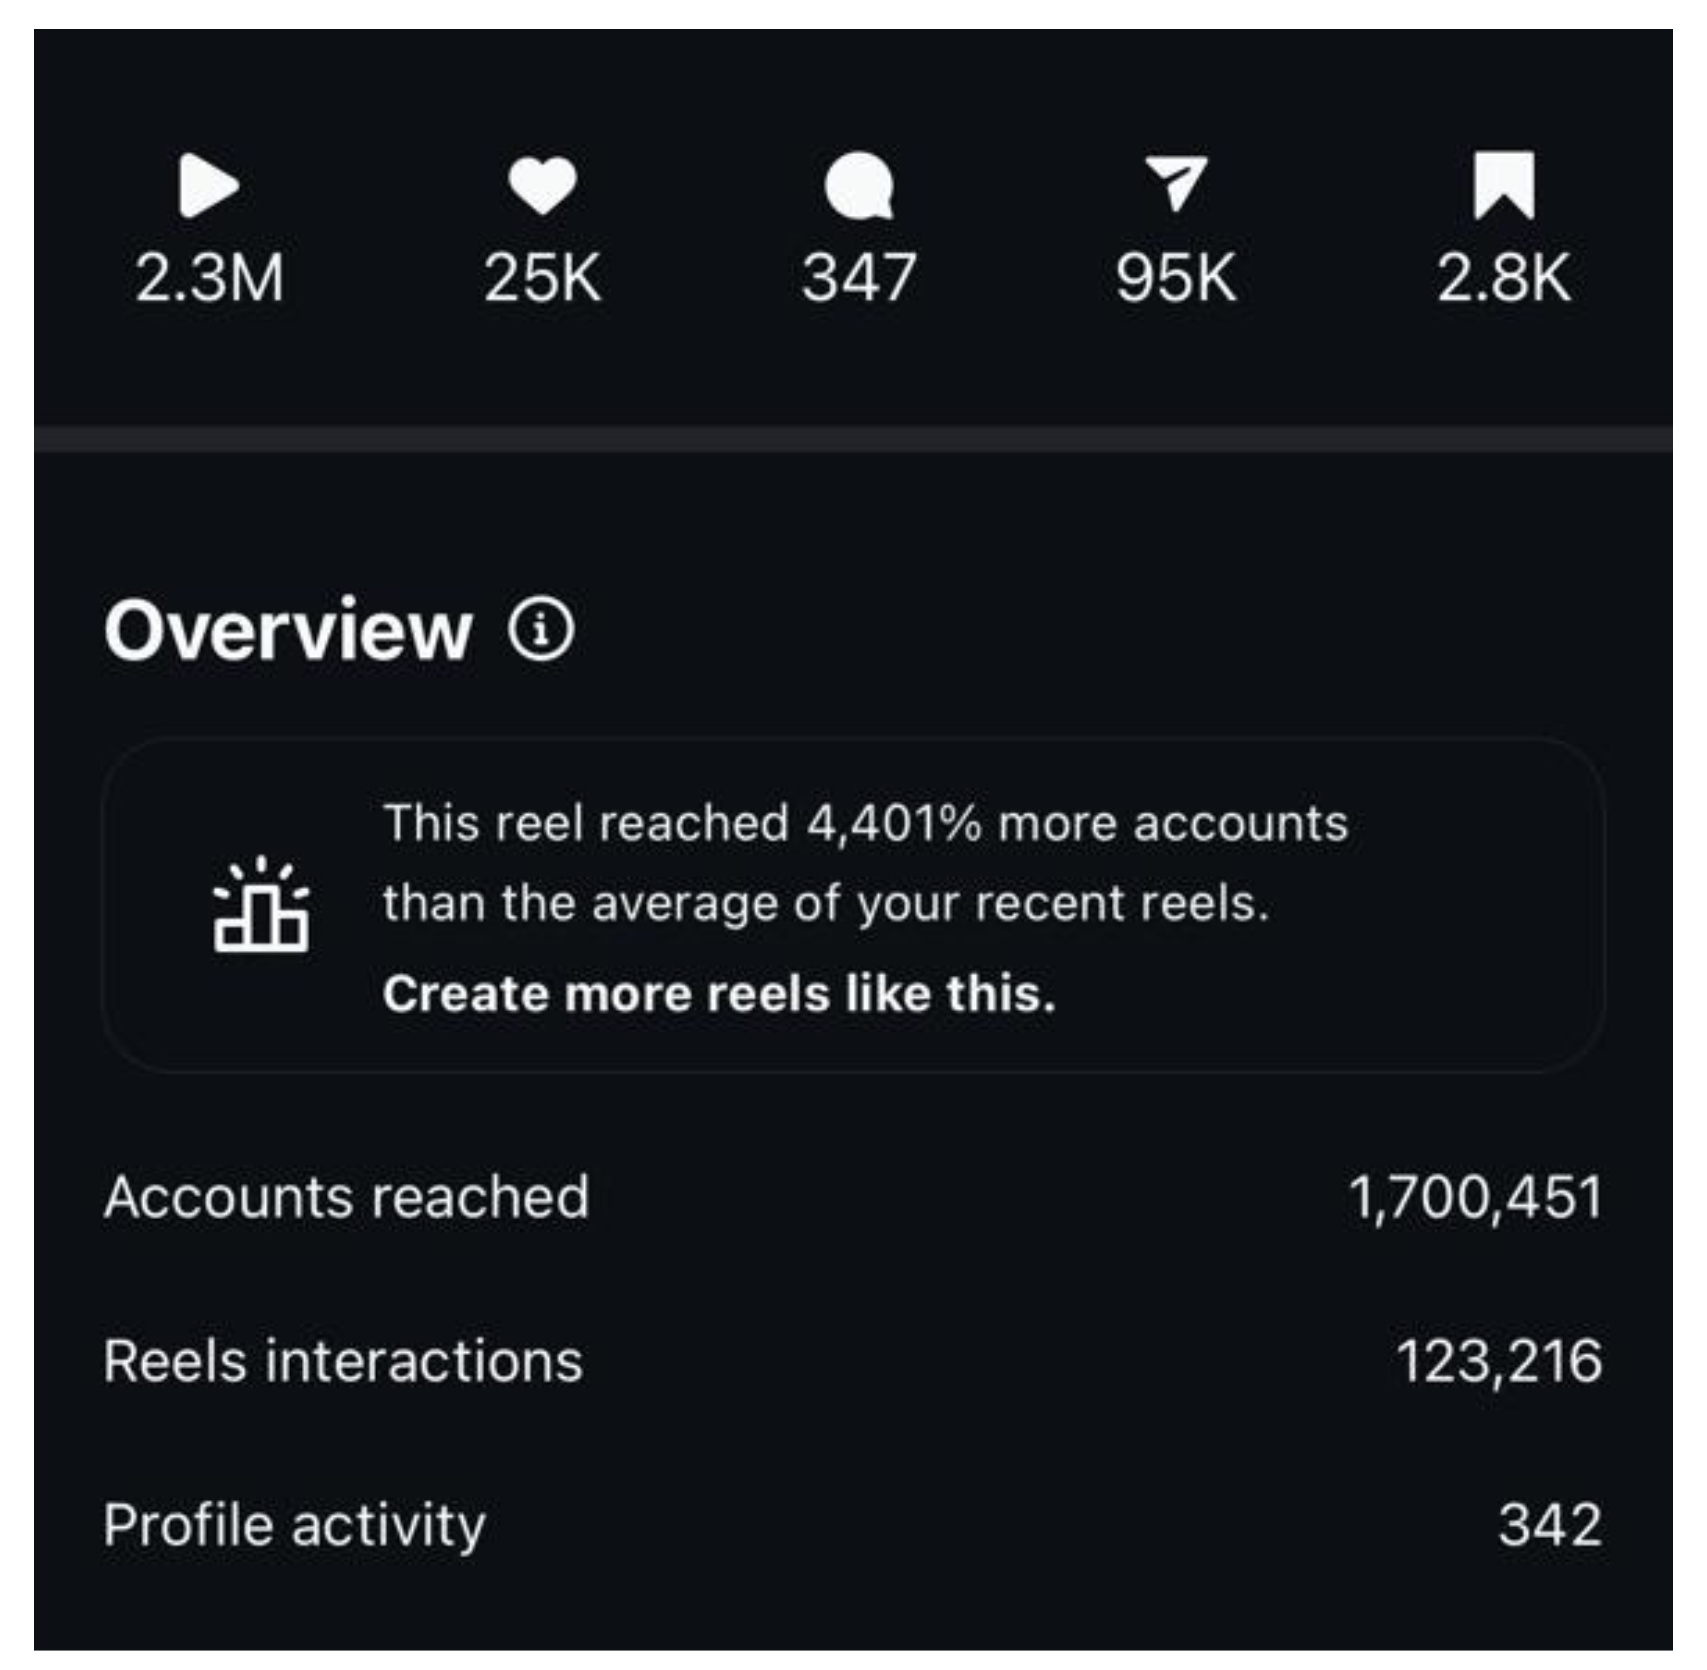 2.3M 25K 347 95K 2.8K
Overview
This reel reached 4,401% more accounts
than the average of your recent reels.
Create more reels like this.
Accounts reached 1,700,451
Reels interactions 123,216
Profile activity 342